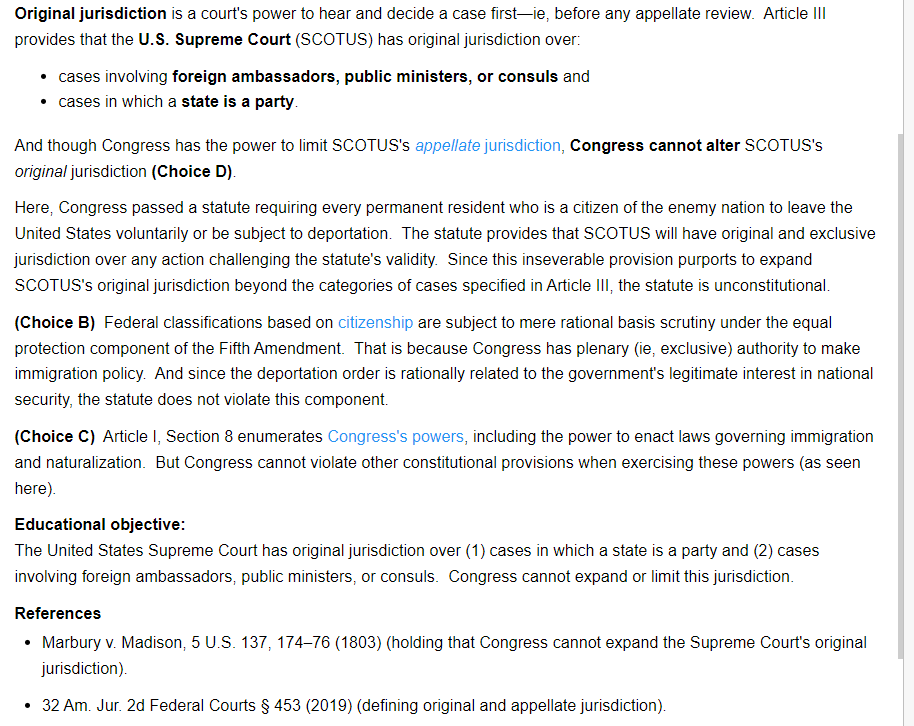 Original jurisdiction is a court's power to hear and decide a case first—ie, before any appellate review. Article III
provides that the U.S. Supreme Court (SCOTUS) has original jurisdiction over:
• cases involving foreign ambassadors, public ministers, or consuls and
• cases in which a state is a party.
And though Congress has the power to limit SCOTUS's appellate jurisdiction, Congress cannot alter SCOTUS's
original jurisdiction (Choice D).
Here, Congress passed a statute requiring every permanent resident who is a citizen of the enemy nation to leave the
United States voluntarily or be subject to deportation. The statute provides that SCOTUS will have original and exclusive
jurisdiction over any action challenging the statute's validity. Since this inseverable provision purports to expand
SCOTUS's original jurisdiction beyond the categories of cases specified in Article III, the statute is unconstitutional.
(Choice B) Federal classifications based on citizenship are subject to mere rational basis scrutiny under the equal
protection component of the Fifth Amendment. That is because Congress has plenary (ie, exclusive) authority to make
immigration policy. And since the deportation order is rationally related to the government's legitimate interest in national
security, the statute does not violate this component.
(Choice C) Article I, Section 8 enumerates Congress's powers, including the power to enact laws governing immigration
and naturalization. But Congress cannot violate other constitutional provisions when exercising these powers (as seen
here).
Educational objective:
The United States Supreme Court has original jurisdiction over (1) cases in which a state is a party and (2) cases
involving foreign ambassadors, public ministers, or consuls. Congress cannot expand or limit this jurisdiction.
References
• Marbury v. Madison, 5 U.S. 137, 174–76 (1803) (holding that Congress cannot expand the Supreme Court's original
jurisdiction).
• 32 Am. Jur. 2d Federal Courts § 453 (2019) (defining original and appellate jurisdiction).